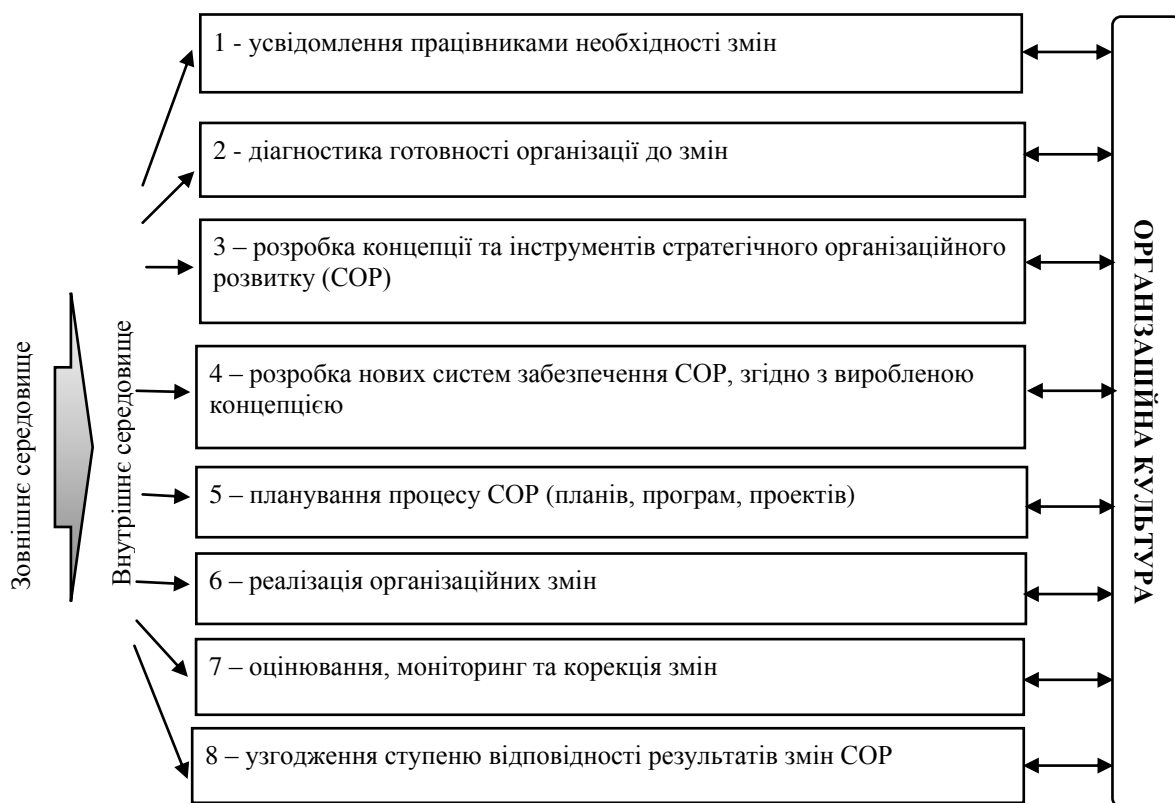 1 - усвідомлення працівниками необхідності змін
2 - діагностика готовності організації до змін
3 – розробка концепції та інструментів стратегічного організаційного
розвитку (СОР)
4 – розробка нових систем забезпечення СОР, згідно з виробленою
концепцією
5 – планування процесу СОР (планів, програм, проектів)
6 – реалізація організаційних змін
7 – оцінювання, моніторинг та корекція змін
8 – узгодження ступеню відповідності результатів змін СОР
Зовнішнє середовище
Внутрішнє середовище
ОРГАНІЗАЦІЙНА КУЛЬТУРА